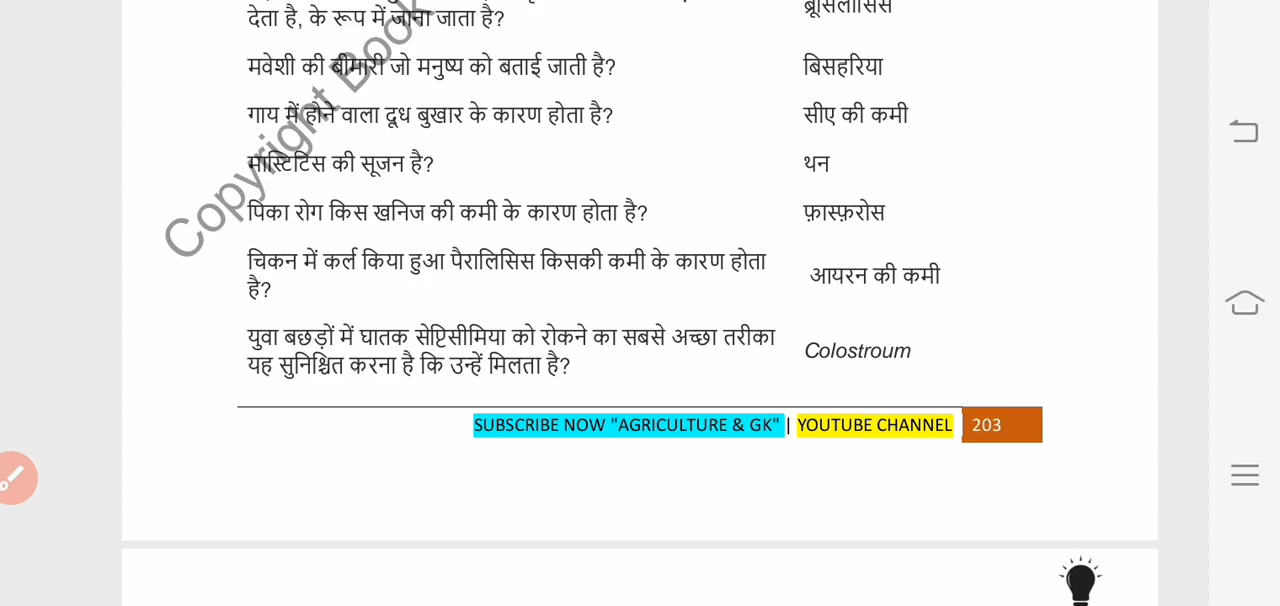 देता है, के रूप में जाना जाता है?
ब्रूसिलोसिस
मवेशी की बीमारी जो मनुष्य को बताई जाती है?
बिसहरिया
गाय में होने वाला दूध बुखार के कारण होता है?
सीए की कमी
मास्टिटिस की सूजन है?
थन
पिका रोग किस खनिज की कमी के कारण होता है?
फ़ास्फ़रोस
चिकन में कर्ल किया हुआ पैरालिसिस किसकी कमी के कारण होता
है?
आयरन की कमी
युवा बछड़ों में घातक सेप्टिसीमिया को रोकने का सबसे अच्छा तरीका
यह सुनिश्चित करना है कि उन्हें मिलता है?
Colostroum
SUBSCRIBE NOW "AGRICULTURE & GK" | YOUTUBE CHANNEL 203
Copyright Book